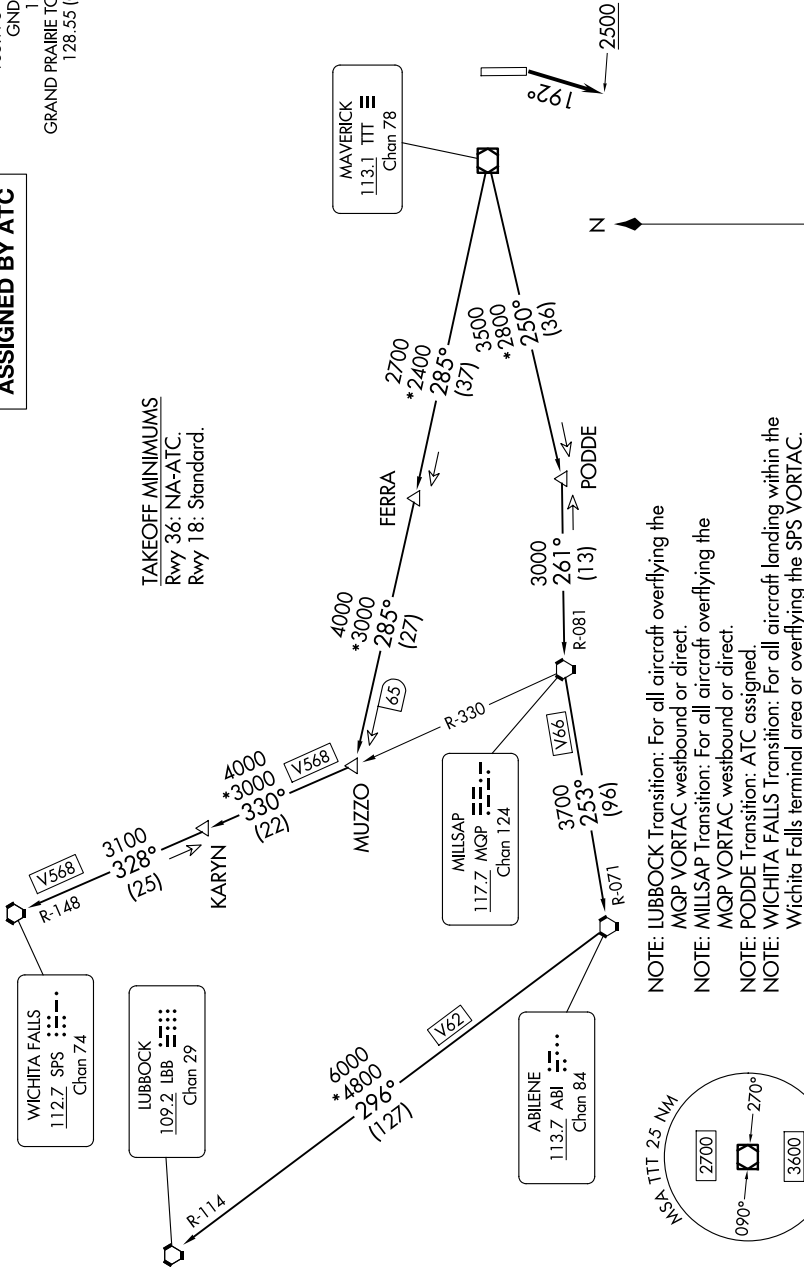 GND
GRAND PRAIRIE TO
128.55 (
ASSIGNED BY ATC
TAKEOFF MINIMUMS
Rwy 36: NA-ATC.
Rwy 18: Standard.
WICHITA FALLS
112.7 SPS
Chan 74
LUBBOCK
109.2 LBB
Chan 29
MAVERICK
113.1 TTT
Chan 78
MILLSAP
117.7 MQP
Chan 124
ABILENE
113.7 ABI
Chan 84
R-148
V568
3100
328°
(25)
KARYN
4000
*3000
330°
(22)
V568
MUZZO
65
4000
*3000
285°
(27)
FERRA
2700
*2400
285°
(37)
3500
*2800
250°
(36)
PODDE
3000
261°
(13)
R-081
R-330
V66
3700
253°
(96)
R-071
V62
6000
*4800
296°
(127)
R-114
192°
2500
N
MSA TTT 25 NM
2700
090°
270°
3600
NOTE: LUBBOCK Transition: For all aircraft overflying the
MQP VORTAC westbound or direct.
NOTE: MILLSAP Transition: For all aircraft overflying the
MQP VORTAC westbound or direct.
NOTE: PODDE Transition: ATC assigned.
NOTE: WICHITA FALLS Transition: For all aircraft landing within the
Wichita Falls terminal area or overflying the SPS VORTAC.